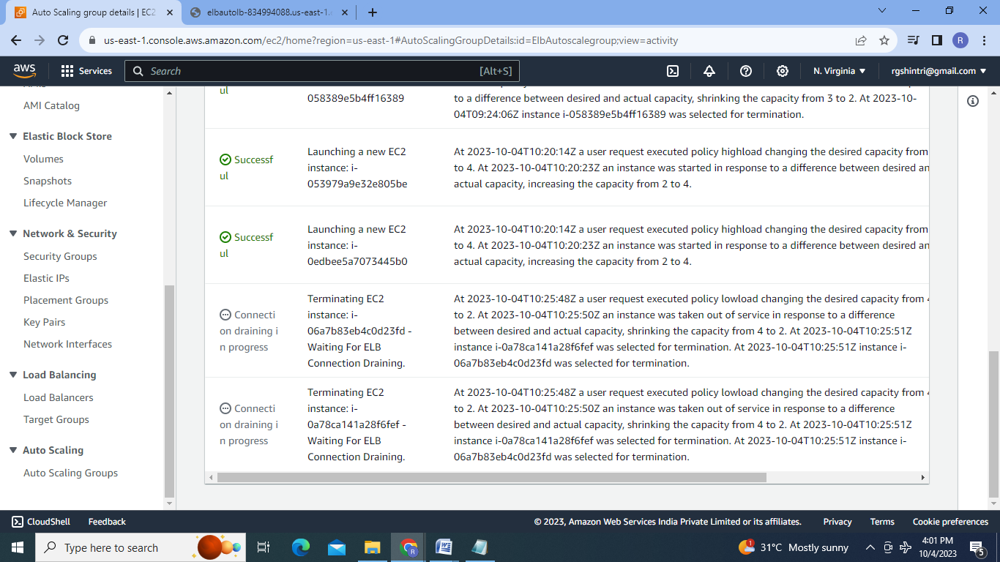 Auto Scaling group details | EC2
elbautolb-834994088.us-east-1.
us-east-1.console.aws.amazon.com/ec2/home?region=us-east-1#AutoScalingGroupDetails:id=ElbAutoscalegroup;view=activity
R
aws
Services
Search
[Alt+S]
N. Virginia
rgshintri@gmail.com
AMI Catalog
Elastic Block Store
Volumes
Snapshots
Lifecycle Manager
Network & Security
Security Groups
Elastic IPs
Placement Groups
Key Pairs
Network Interfaces
Load Balancing
Load Balancers
Target Groups
Auto Scaling
Auto Scaling Groups
ul
058389e5b4ff16389
to a difference between desired and actual capacity, shrinking the capacity from 3 to 2. At 2023-10-
04T09:24:06Z instance i-058389e5b4ff16389 was selected for termination.
Successf
ul
Launching a new EC2
instance: i-
053979a9e32e805be
At 2023-10-04T10:20:14Z a user request executed policy highload changing the desired capacity from
to 4. At 2023-10-04T10:20:23Z an instance was started in response to a difference between desired an
actual capacity, increasing the capacity from 2 to 4.
Successf
ul
Launching a new EC2
instance: i-
0edbee5a7073445b0
At 2023-10-04T10:20:14Z a user request executed policy highload changing the desired capacity from
to 4. At 2023-10-04T10:20:23Z an instance was started in response to a difference between desired an
actual capacity, increasing the capacity from 2 to 4.
Connecti
on draining i
n progress
Terminating EC2
instance: i-
06a7b83eb4c0d23fd -
Waiting For ELB
Connection Draining.
At 2023-10-04T10:25:48Z a user request executed policy lowload changing the desired capacity from 4
to 2. At 2023-10-04T10:25:50Z an instance was taken out of service in response to a difference
between desired and actual capacity, shrinking the capacity from 4 to 2. At 2023-10-04T10:25:51Z
instance i-0a78ca141a28f6fef was selected for termination. At 2023-10-04T10:25:51Z instance i-
06a7b83eb4c0d23fd was selected for termination.
Connecti
on draining i
n progress
Terminating EC2
instance: i-
0a78ca141a28f6fef -
Waiting For ELB
Connection Draining.
At 2023-10-04T10:25:48Z a user request executed policy lowload changing the desired capacity from 4
to 2. At 2023-10-04T10:25:50Z an instance was taken out of service in response to a difference
between desired and actual capacity, shrinking the capacity from 4 to 2. At 2023-10-04T10:25:51Z
instance i-0a78ca141a28f6fef was selected for termination. At 2023-10-04T10:25:51Z instance i-
06a7b83eb4c0d23fd was selected for termination.
CloudShell
Feedback
© 2023, Amazon Web Services India Private Limited or its affiliates.
Privacy
Terms
Cookie preferences
Type here to search
1
31°C Mostly sunny
4:01 PM
10/4/2023
5